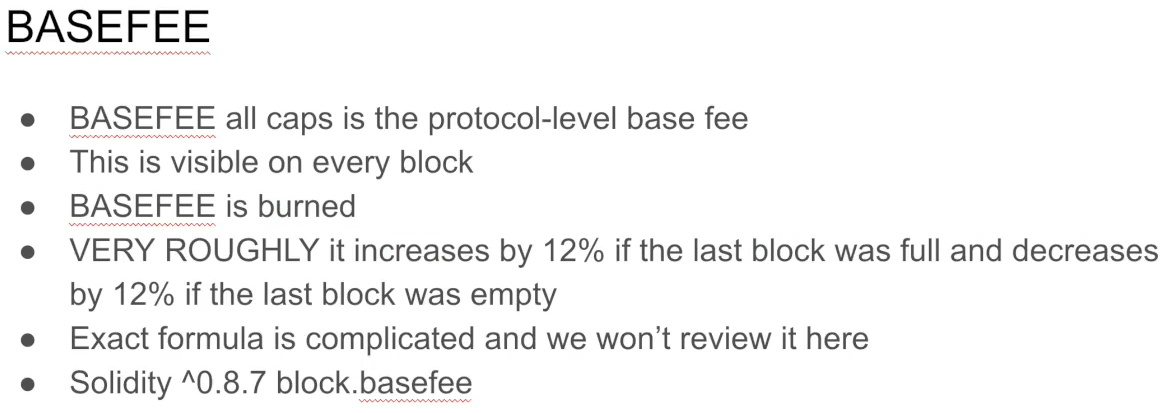 BASEFEE
● BASEFEE all caps is the protocol-level base fee
● This is visible on every block
● BASEFEE is burned
● VERY ROUGHLY it increases by 12% if the last block was full and decreases
by 12% if the last block was empty
● Exact formula is complicated and we won’t review it here
● Solidity ^0.8.7 block.basefee